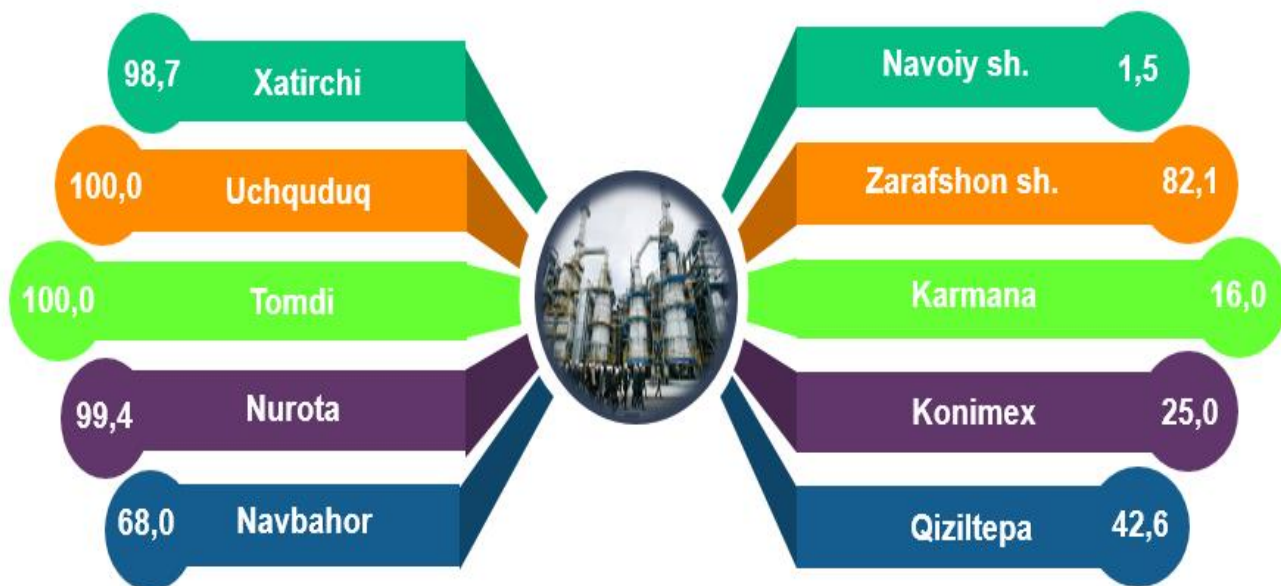 98,7 Xatirchi
100,0 Uchquduq
100,0 Tomdi
99,4 Nurota
68,0 Navbahor
Navoiy sh. 1,5
Zarafshon sh. 82,1
Karmana 16,0
Konimex 25,0
Qiziltepa 42,6